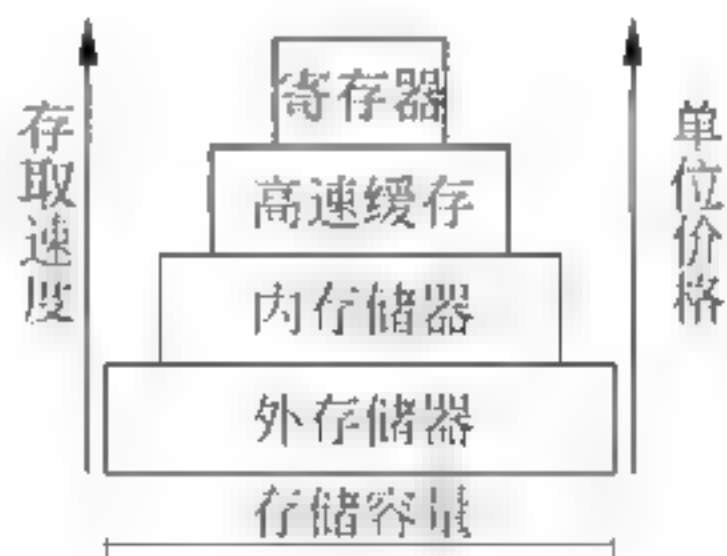 寄存器
高速缓存
内存储器
外存储器
存储容量
存取速度
单位价格